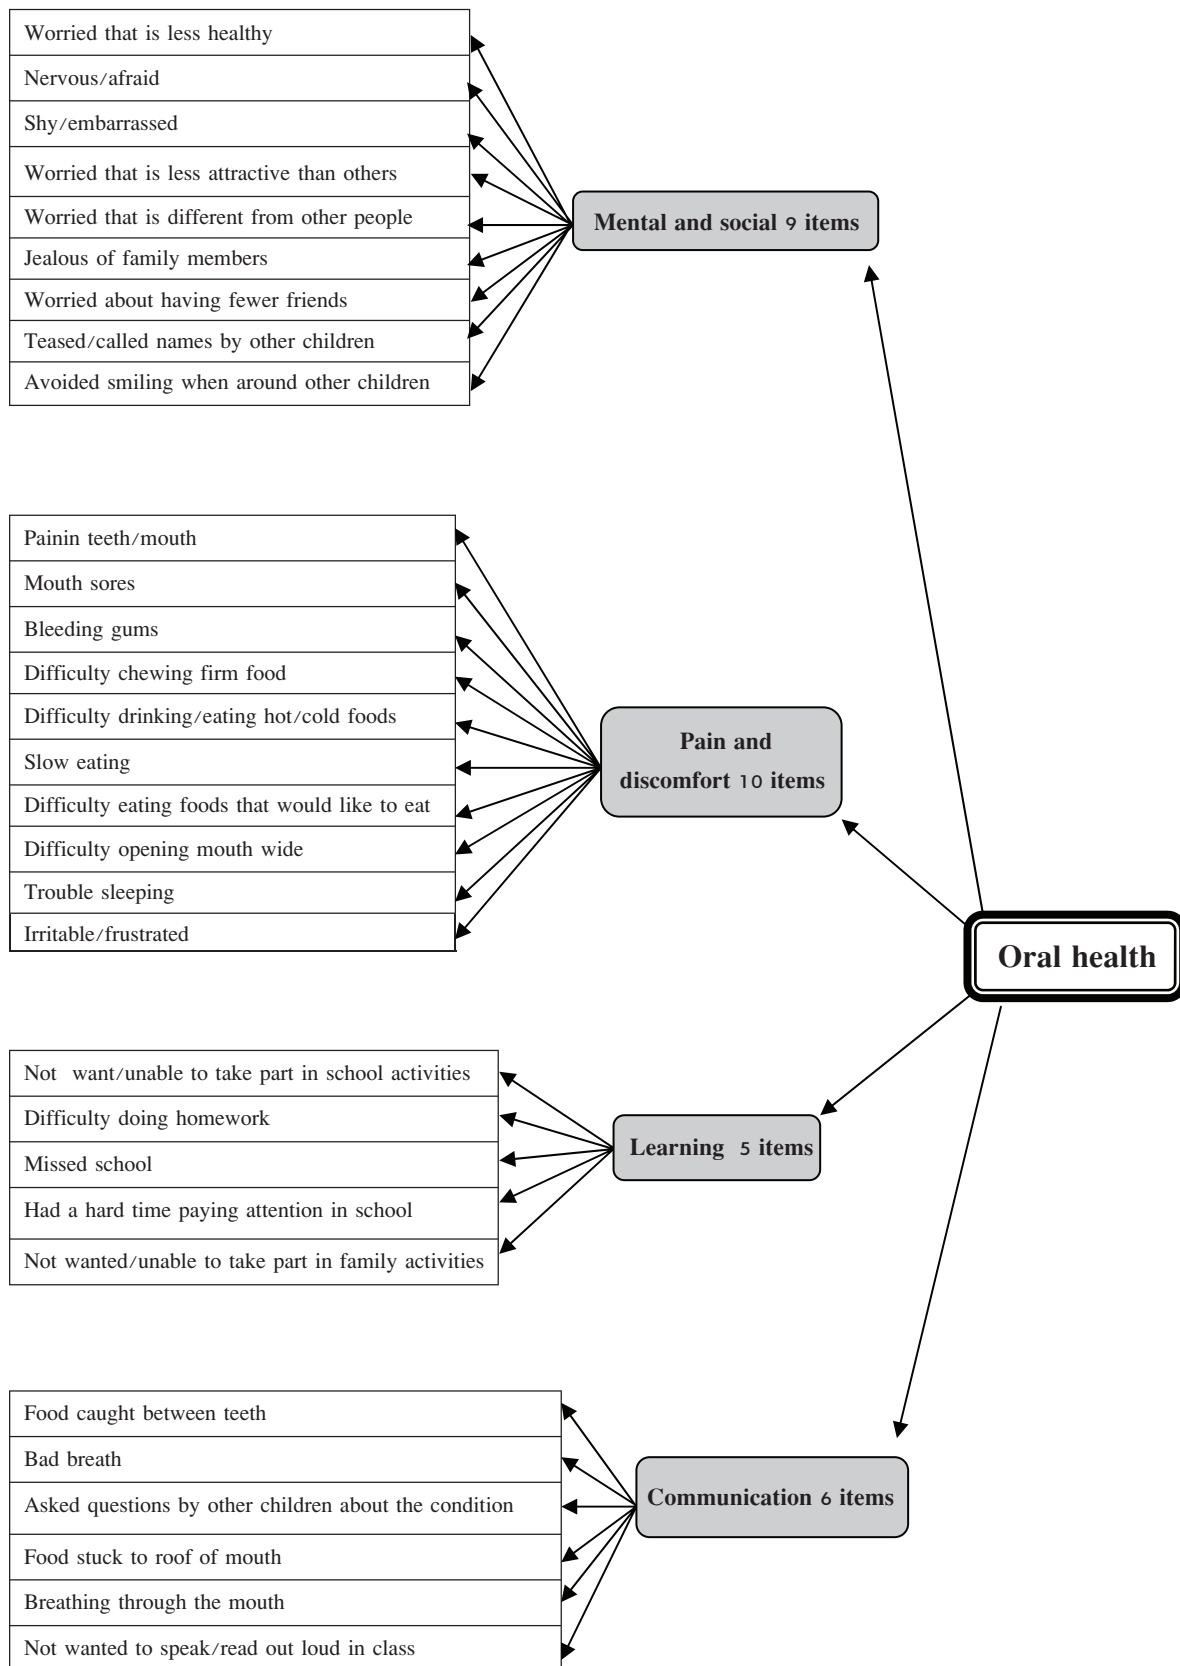 Worried that is less healthy
Nervous/afraid
Shy/embarrassed
Worried that is less attractive than others
Worried that is different from other people
Jealous of family members
Worried about having fewer friends
Teased/called names by other children
Avoided smiling when around other children
Mental and social 9 items
Painin teeth/mouth
Mouth sores
Bleeding gums
Difficulty chewing firm food
Difficulty drinking/eating hot/cold foods
Slow eating
Difficulty eating foods that would like to eat
Difficulty opening mouth wide
Trouble sleeping
Irritable/frustrated
Pain and
discomfort 10 items
Oral health
Not want/unable to take part in school activities
Difficulty doing homework
Missed school
Had a hard time paying attention in school
Not wanted/unable to take part in family activities
Learning 5 items
Food caught between teeth
Bad breath
Asked questions by other children about the condition
Food stuck to roof of mouth
Breathing through the mouth
Not wanted to speak/read out loud in class
Communication 6 items